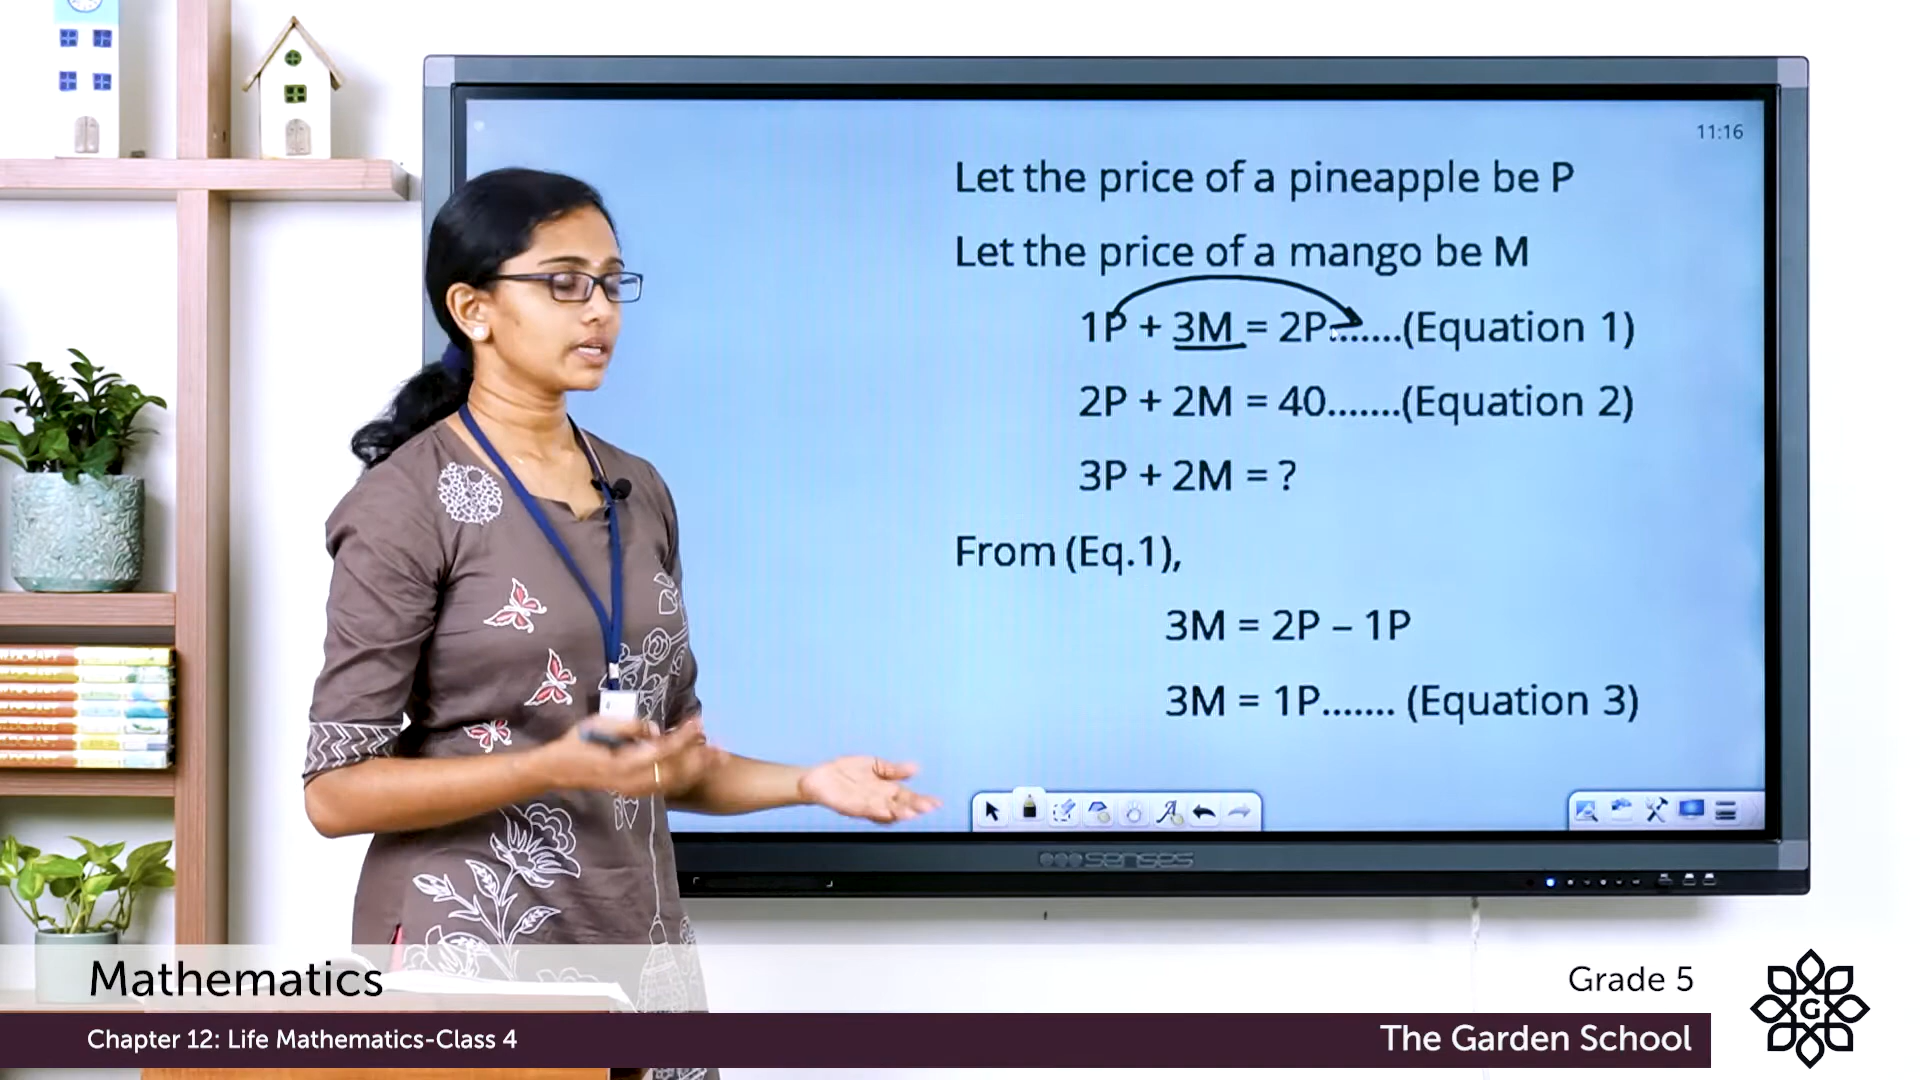 11:16
Let the price of a pineapple be P
Let the price of a mango be M
1P + 3M = 2P.......(Equation 1)
2P + 2M = 40.......(Equation 2)
3P + 2M = ?
From (Eq.1),
3M = 2P – 1P
3M = 1P....... (Equation 3)
senses
Mathematics
Grade 5
Chapter 12: Life Mathematics-Class 4
The Garden School
G